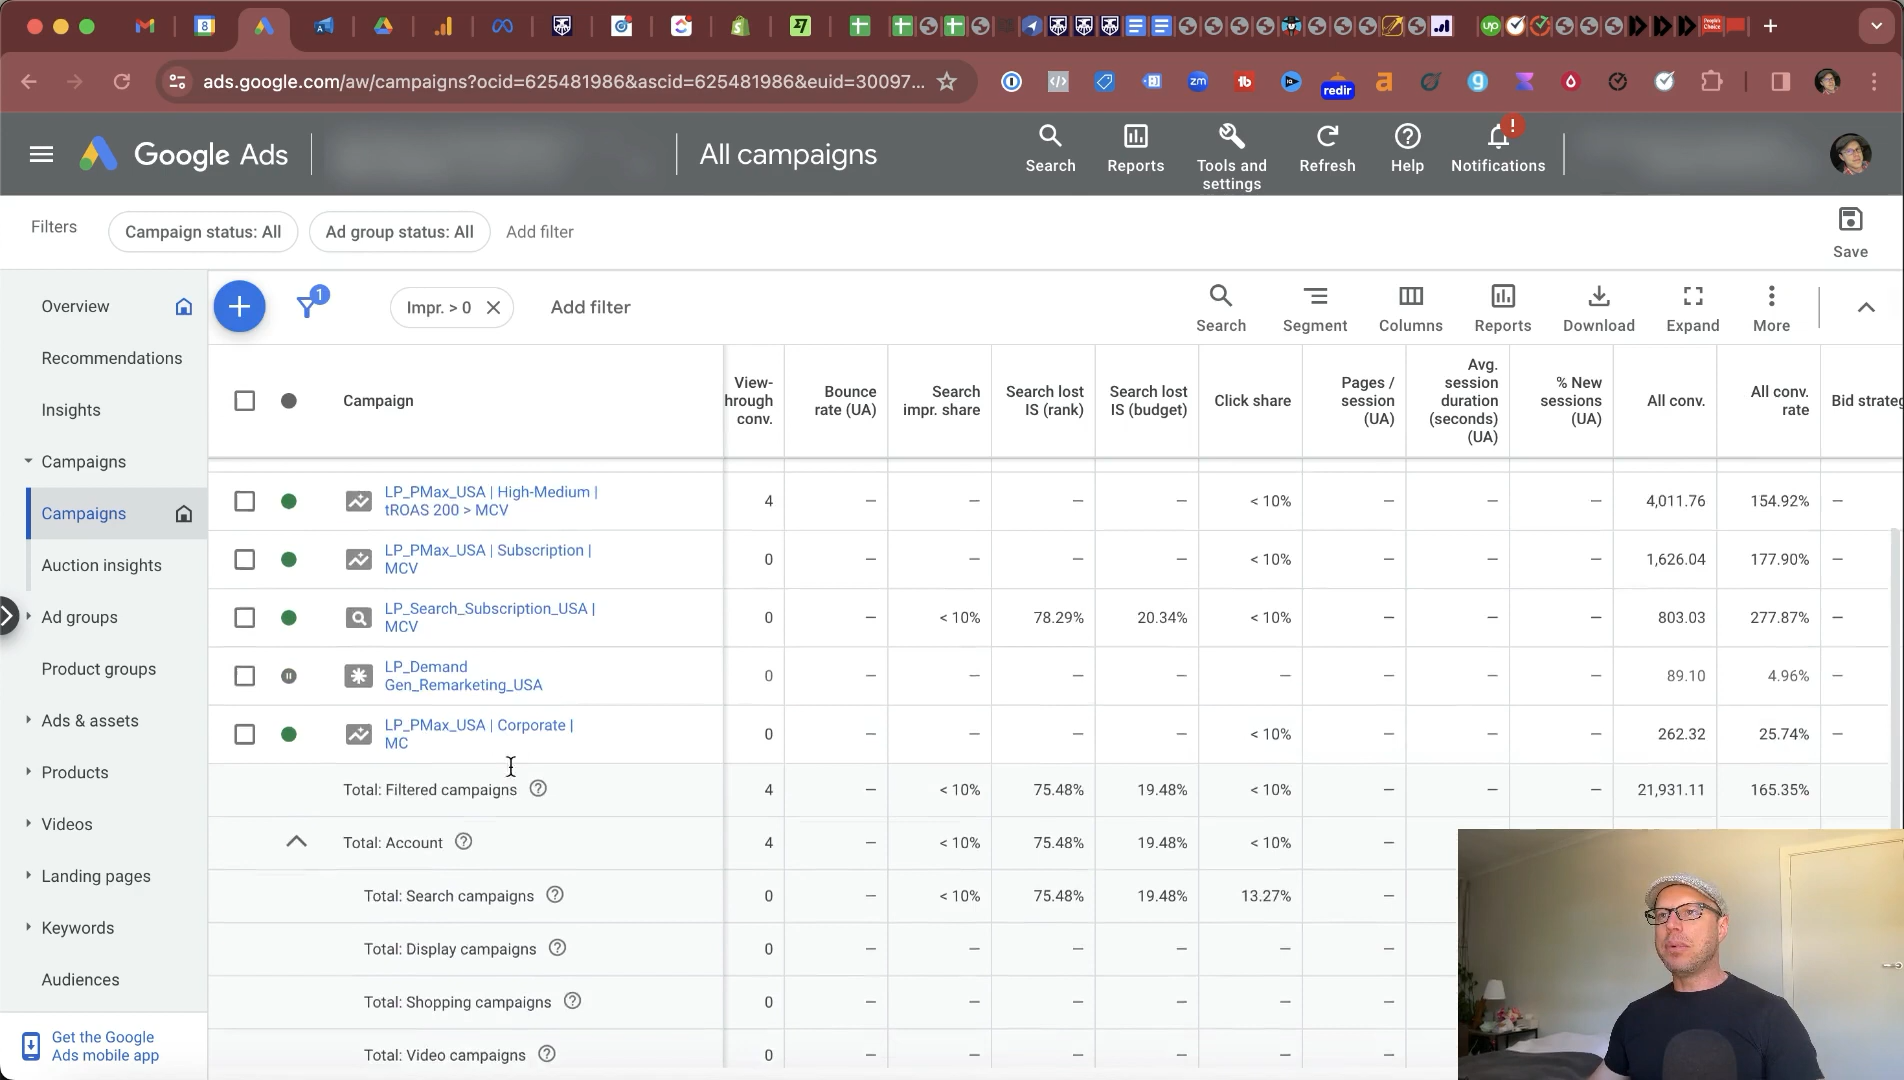 ads.google.com/aw/campaigns?ocid=625481986&ascid=625481986&euid=30097...
redir
Google Ads
All campaigns
Search
Reports
Tools and
settings
Refresh
Help
Notifications
!
Filters
Campaign status: All
Ad group status: All
Add filter
Save
Overview
Recommendations
Insights
Campaigns
Campaigns
Auction insights
Ad groups
Product groups
Ads & assets
Products
Videos
Landing pages
Keywords
Audiences
Get the Google
Ads mobile app
1
Impr. > 0
Add filter
Search
Segment
Columns
Reports
Download
Expand
More
Campaign
View-
hrough
conv.
Bounce
rate (UA)
Search
impr. share
Search lost
IS (rank)
Search lost
IS (budget)
Click share
Pages /
session
(UA)
Avg.
session
duration
(seconds)
(UA)
% New
sessions
(UA)
All conv.
All conv.
rate
Bid strateg
LP_PMax_USA | High-Medium |
tROAS 200 > MCV
4 — — — — < 10% — — — 4,011.76 154.92% —
LP_PMax_USA | Subscription |
MCV
0 — — — — < 10% — — — 1,626.04 177.90% —
LP_Search_Subscription_USA |
MCV
0 — < 10% 78.29% 20.34% < 10% — — — 803.03 277.87% —
LP_Demand
Gen_Remarketing_USA
0 — — — — — — — — 89.10 4.96% —
LP_PMax_USA | Corporate |
MC
0 — — — — < 10% — — — 262.32 25.74% —
Total: Filtered campaigns 4 — < 10% 75.48% 19.48% < 10% — — — 21,931.11 165.35%
Total: Account 4 — < 10% 75.48% 19.48% < 10% —
Total: Search campaigns 0 — < 10% 75.48% 19.48% 13.27% —
Total: Display campaigns 0 — — — — — —
Total: Shopping campaigns 0 — — — — — —
Total: Video campaigns 0 — — — — — —